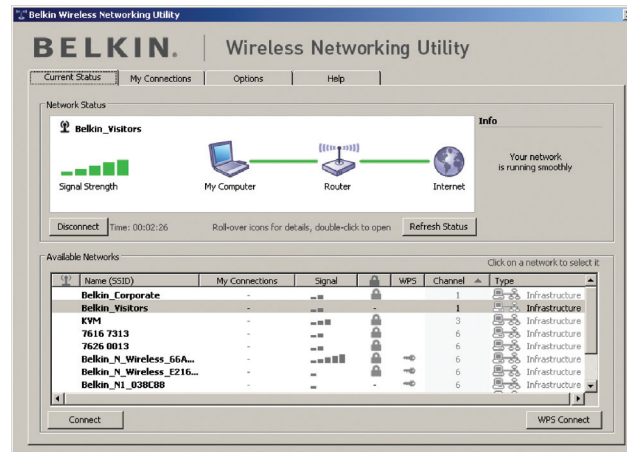 Belkin Wireless Networking Utility
BELKIN. | Wireless Networking Utility
Current Status My Connections Options Help
Network Status
Belkin_Visitors
Info
Your network
is running smoothly
Signal Strength My Computer Router Internet
Disconnect Time: 00:02:26 Roll-over icons for details, double-click to open Refresh Status
Available Networks
Click on a network to select it
Name (SSID) My Connections Signal WPS Channel Type
Belkin_Corporate - 1 Infrastructure
Belkin_Visitors - - 1 Infrastructure
KVM - 3 Infrastructure
7616 7313 - 6 Infrastructure
7626 0013 - 6 Infrastructure
Belkin_N_Wireless_66A... - 6 Infrastructure
Belkin_N_Wireless_E216... - 6 Infrastructure
Belkin_N1_038C88 - - 6 Infrastructure
Connect WPS Connect